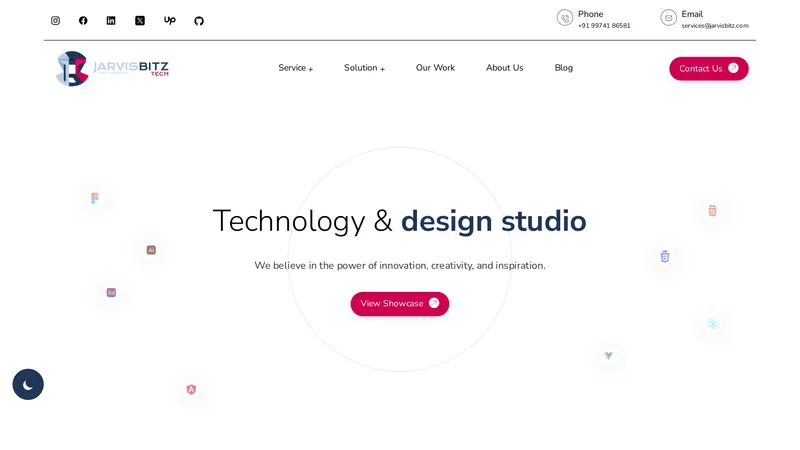 Phone
+91 99741 86581
Email
services@jarvisbitz.com
JARVISBITZ
TECH
Service +
Solution +
Our Work
About Us
Blog
Contact Us
Technology & design studio
We believe in the power of innovation, creativity, and inspiration.
View Showcase